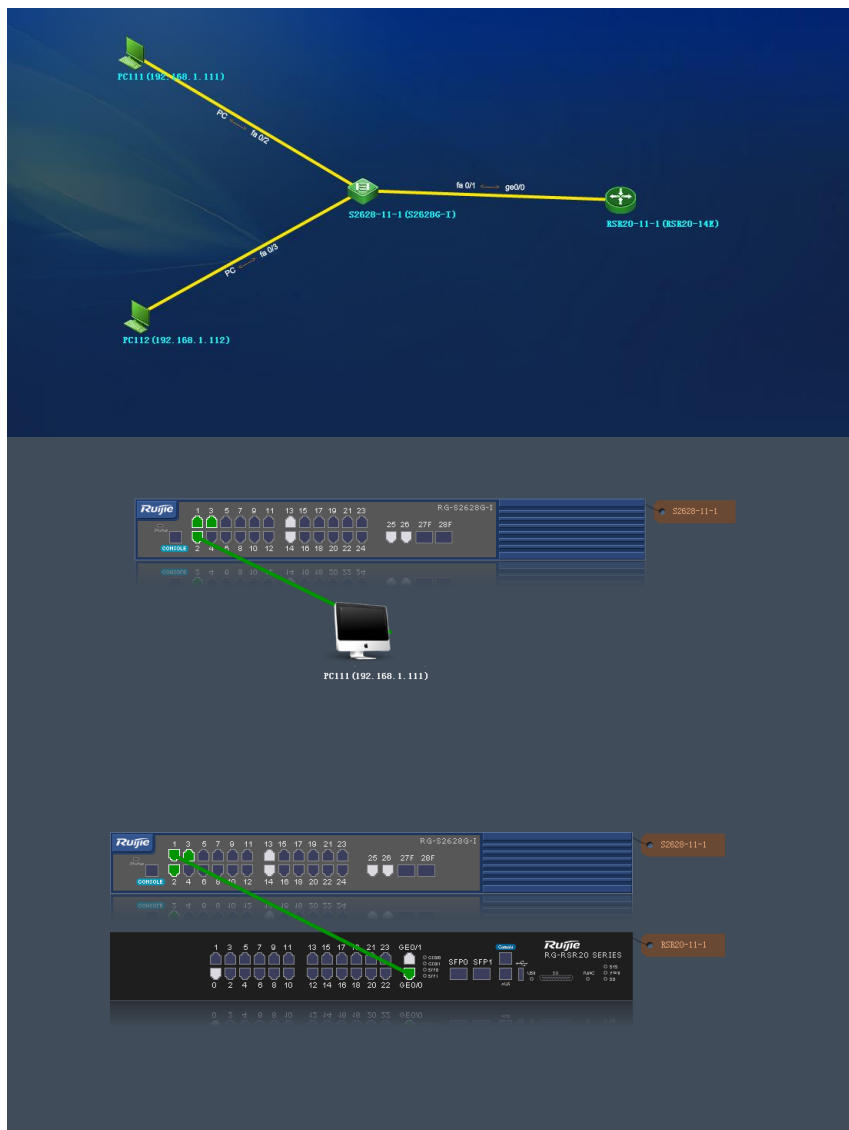 PC111(192.168.1.111)
PC fa 0/2
fa 0/1 ge0/0
S2628-11-1(S2628G-I)
RSR20-11-1(RSR20-14E)
PC fa 0/3
PC112(192.168.1.112)
Ruijie
RG-S2628G-I
S2628-11-1
1 3 5 7 9 11 13 15 17 19 21 23
25 26 27F 28F
CONSOLE
2 4 6 8 10 12 14 16 18 20 22 24
PC111(192.168.1.111)
Ruijie
RG-S2628G-I
S2628-11-1
1 3 5 7 9 11 13 15 17 19 21 23
25 26 27F 28F
CONSOLE
2 4 6 8 10 12 14 16 18 20 22 24
RSR20-11-1
1 3 5 7 9 11 13 15 17 19 21 23 GE0/1
Console
Ruijie
RG-RSR20 SERIES
SFP0 SFP1
USB
AUX
0 2 4 6 8 10 12 14 16 18 20 22 GE0/0